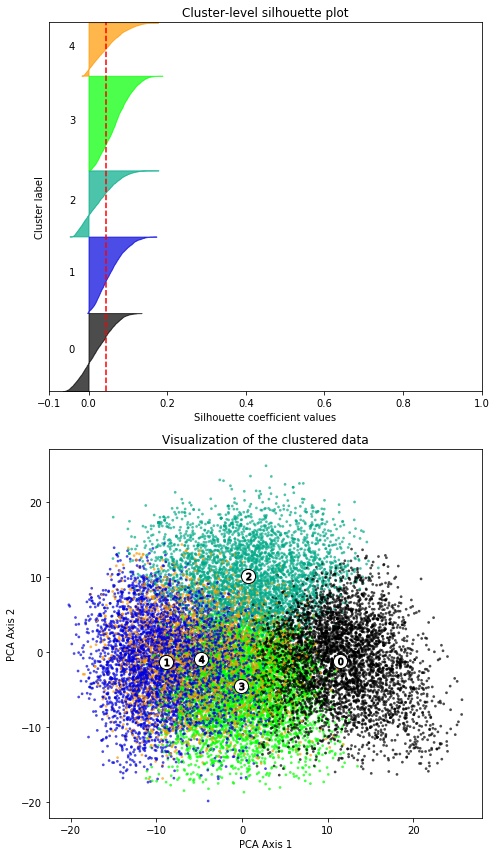 Cluster-level silhouette plot
Cluster label
4
3
2
1
0
−0.1 0.0 0.2 0.4 0.6 0.8 1.0
Silhouette coefficient values
Visualization of the clustered data
PCA Axis 2
20
10
0
−10
−20
2
1
4
3
0
−20 −10 0 10 20
PCA Axis 1